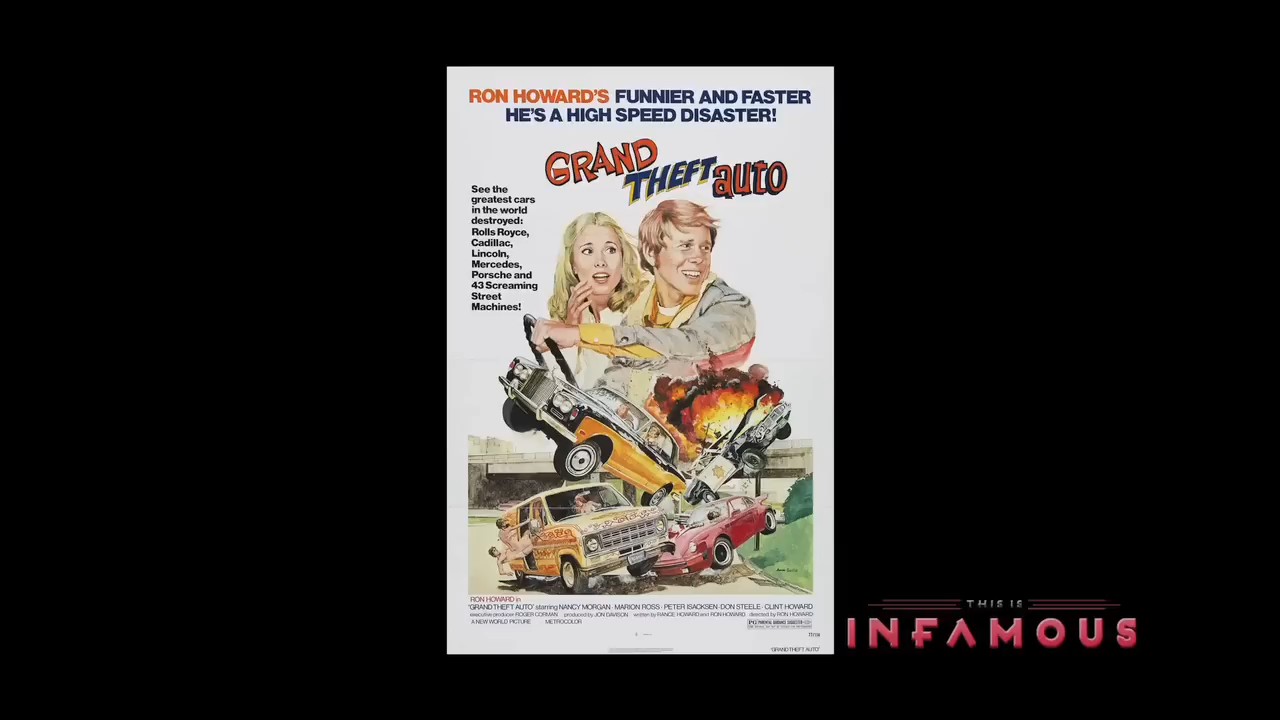 RON HOWARD'S FUNNIER AND FASTER
HE'S A HIGH SPEED DISASTER!
GRAND THEFT auto
See the
greatest cars
in the world
destroyed:
Rolls Royce,
Cadillac,
Lincoln,
Mercedes,
Porsche and
43 Screaming
Street
Machines!
RON HOWARD in
'GRAND THEFT AUTO' starring NANCY MORGAN · MARION ROSS · PETER ISACKSEN · DON STEELE · CLINT HOWARD
executive producer ROGER CORMAN produced by JON DAVISON written by RANCE HOWARD and RON HOWARD directed by RON HOWARD
A NEW WORLD PICTURE METROCOLOR
PG PARENTAL GUIDANCE SUGGESTED
'GRAND THEFT AUTO'
THIS IS
INFAMOUS